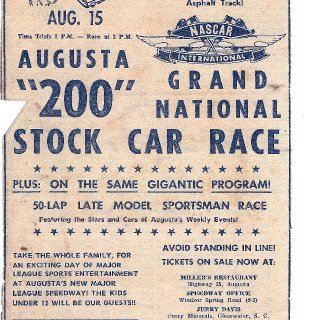 Asphalt Track!
AUG. 15
Time Trials 1 P.M. — Race at 2 P.M.
NASCAR
INTERNATIONAL
AUGUSTA
"200"
GRAND
NATIONAL
STOCK CAR RACE
PLUS: ON THE SAME GIGANTIC PROGRAM!
50-LAP LATE MODEL SPORTSMAN RACE
Featuring the Stars and Cars of Augusta's Weekly Events!
TAKE THE WHOLE FAMILY, FOR
AN EXCITING DAY OF MAJOR
LEAGUE SPORTS ENTERTAINMENT
AT AUGUSTA'S NEW MAJOR
LEAGUE SPEEDWAY! THE KIDS
UNDER 12 WILL BE OUR GUESTS!!
AVOID STANDING IN LINE!
TICKETS ON SALE NOW AT:
MILLER'S RESTAURANT
Highway 25, Augusta
SPEEDWAY OFFICE
Windsor Spring Road
JERRY DAVIS
Perry Minerals, Clearwater, S. C.